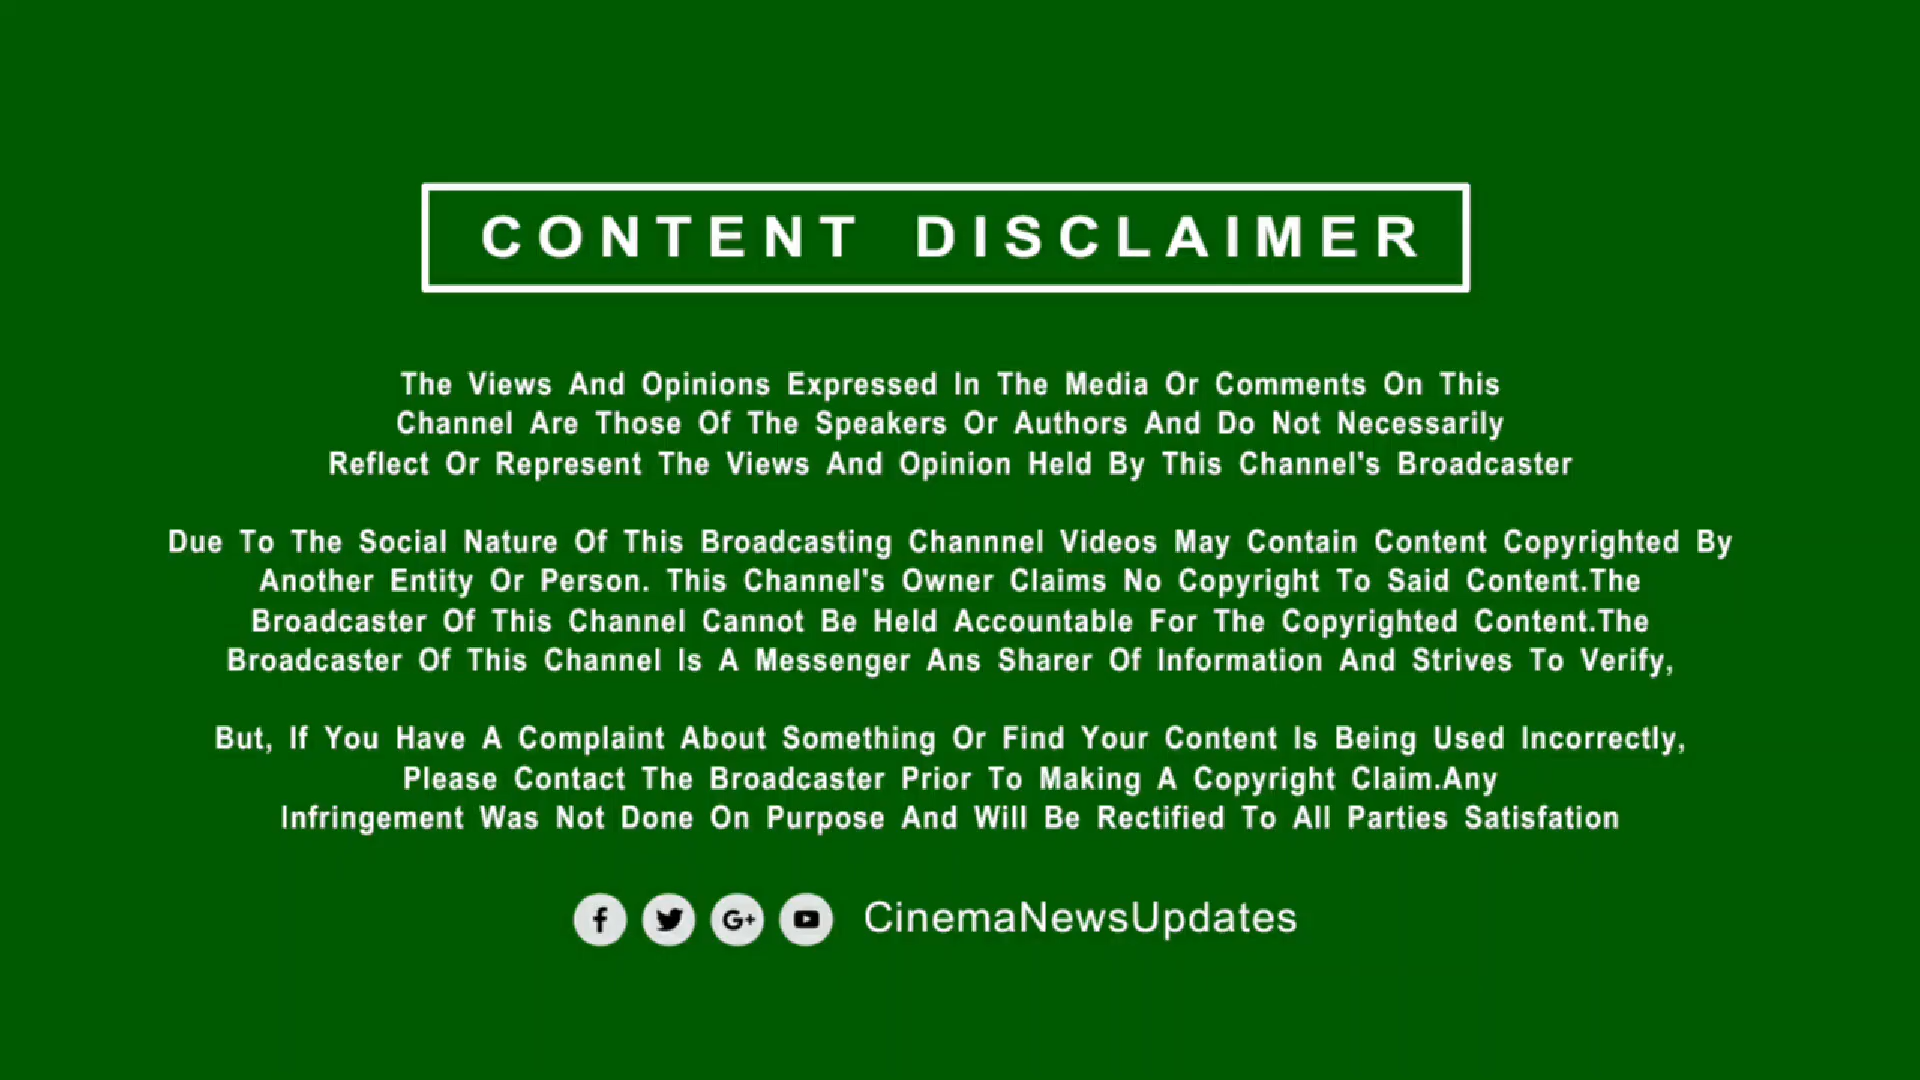 CONTENT DISCLAIMER
The Views And Opinions Expressed In The Media Or Comments On This
Channel Are Those Of The Speakers Or Authors And Do Not Necessarily
Reflect Or Represent The Views And Opinion Held By This Channel's Broadcaster
Due To The Social Nature Of This Broadcasting Channnel Videos May Contain Content Copyrighted By
Another Entity Or Person. This Channel's Owner Claims No Copyright To Said Content.The
Broadcaster Of This Channel Cannot Be Held Accountable For The Copyrighted Content.The
Broadcaster Of This Channel Is A Messenger Ans Sharer Of Information And Strives To Verify,
But, If You Have A Complaint About Something Or Find Your Content Is Being Used Incorrectly,
Please Contact The Broadcaster Prior To Making A Copyright Claim.Any
Infringement Was Not Done On Purpose And Will Be Rectified To All Parties Satisfation
f G+ CinemaNewsUpdates